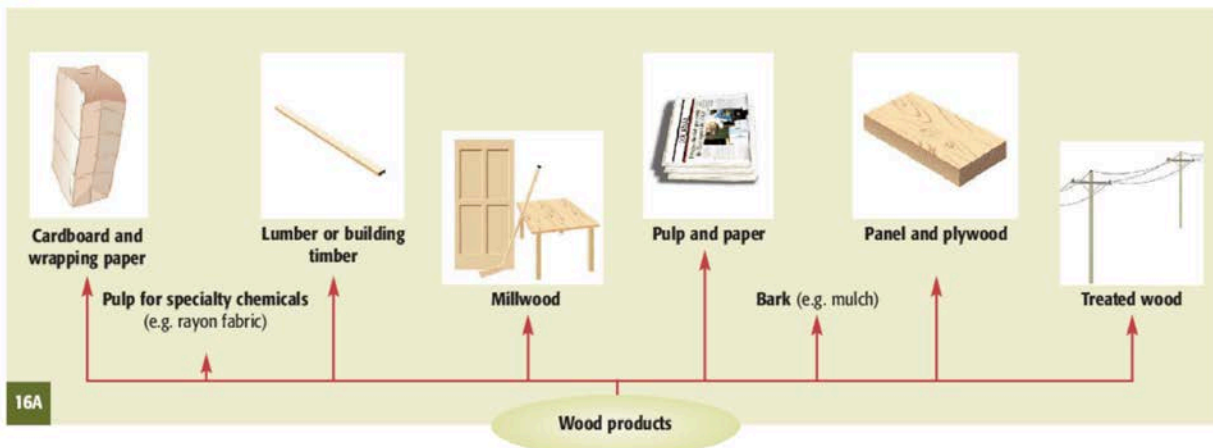 Cardboard and
wrapping paper
Pulp for specialty chemicals
(e.g. rayon fabric)
Lumber or building
timber
Millwood
Pulp and paper
Bark (e.g. mulch)
Panel and plywood
Treated wood
16A
Wood products